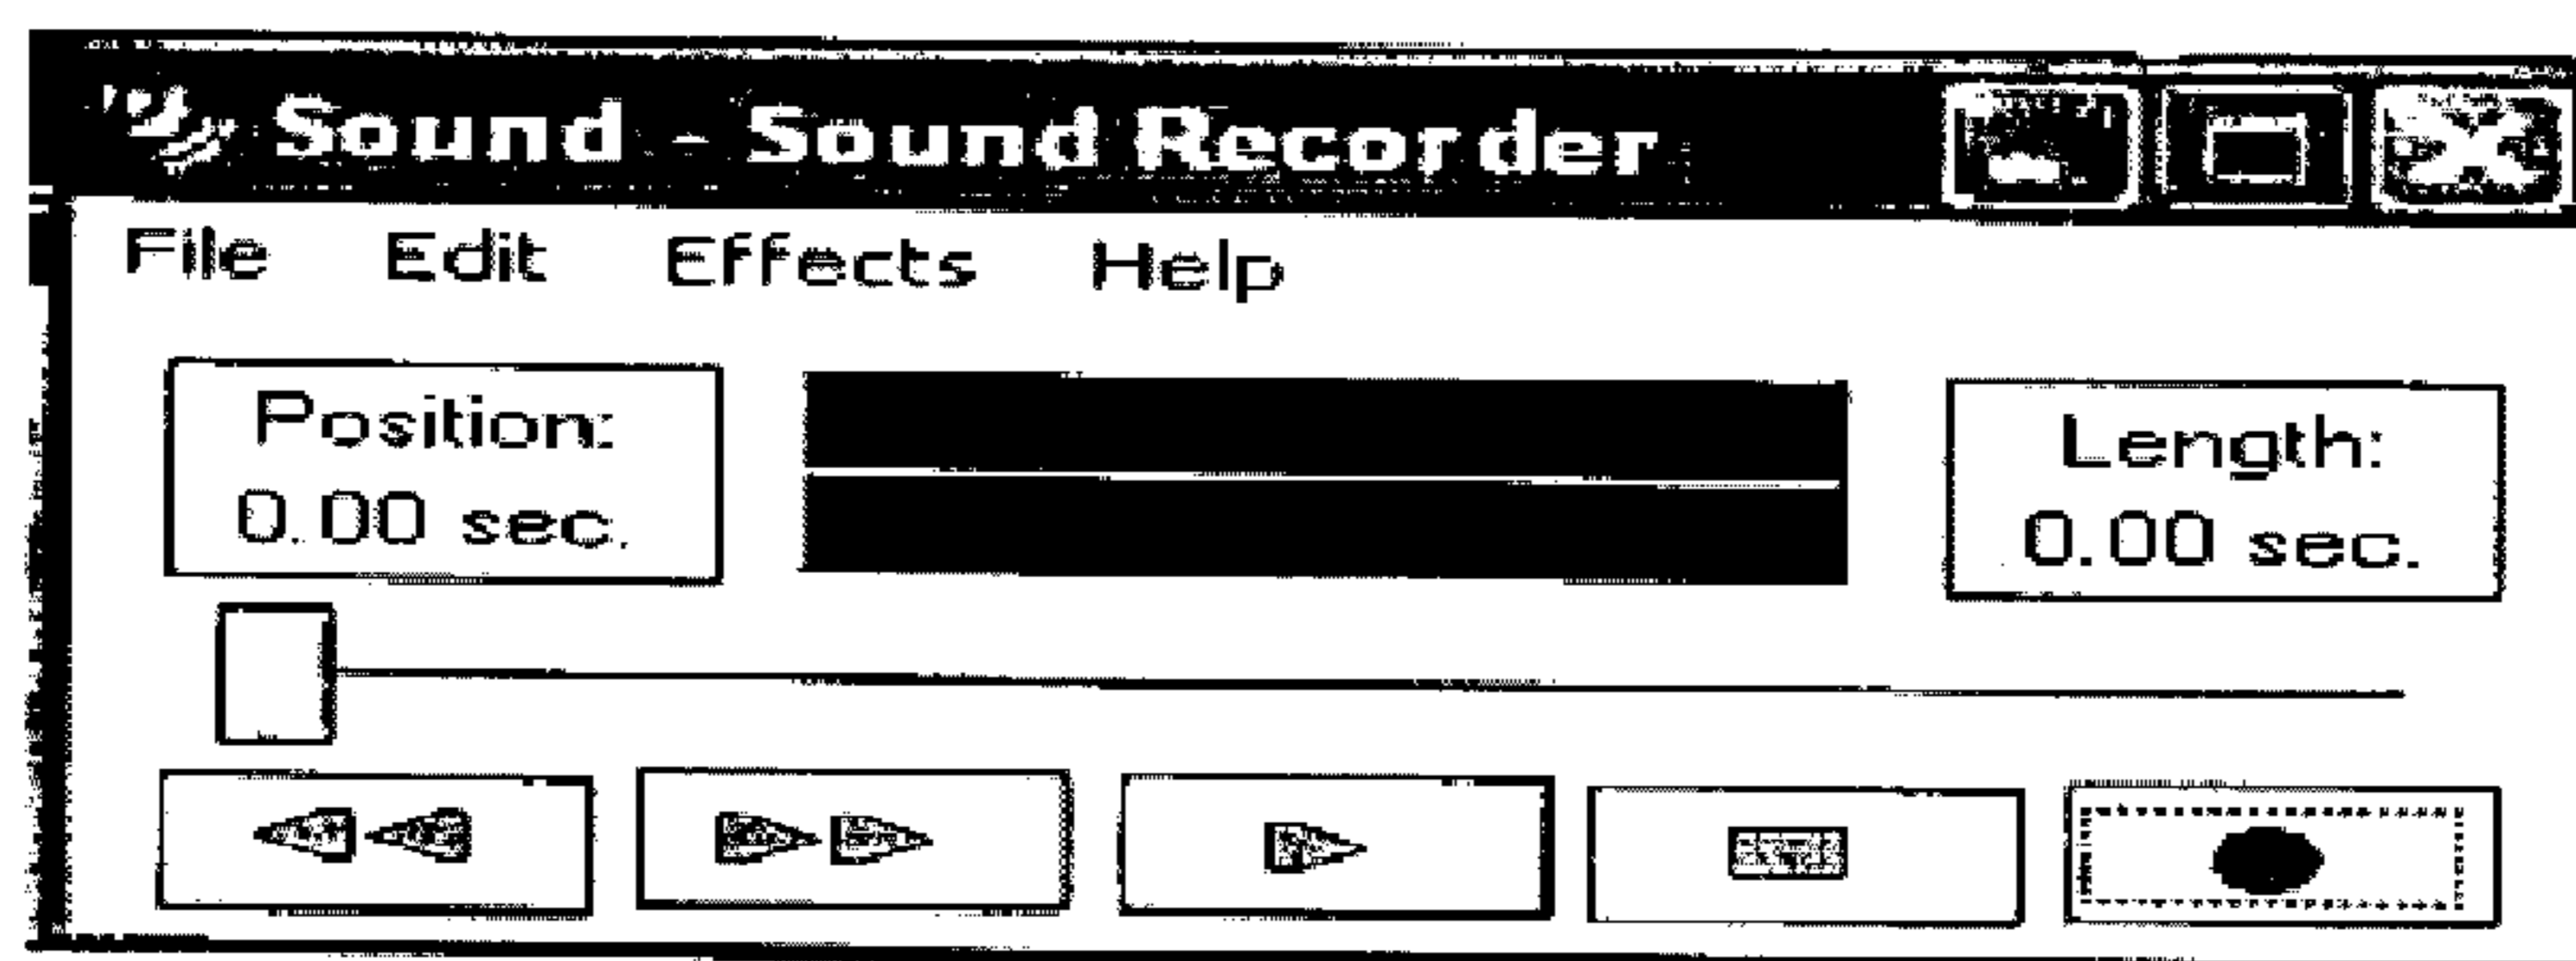 Sound - Sound Recorder
File Edit Effects Help
Position:
0.00 sec.
Length:
0.00 sec.